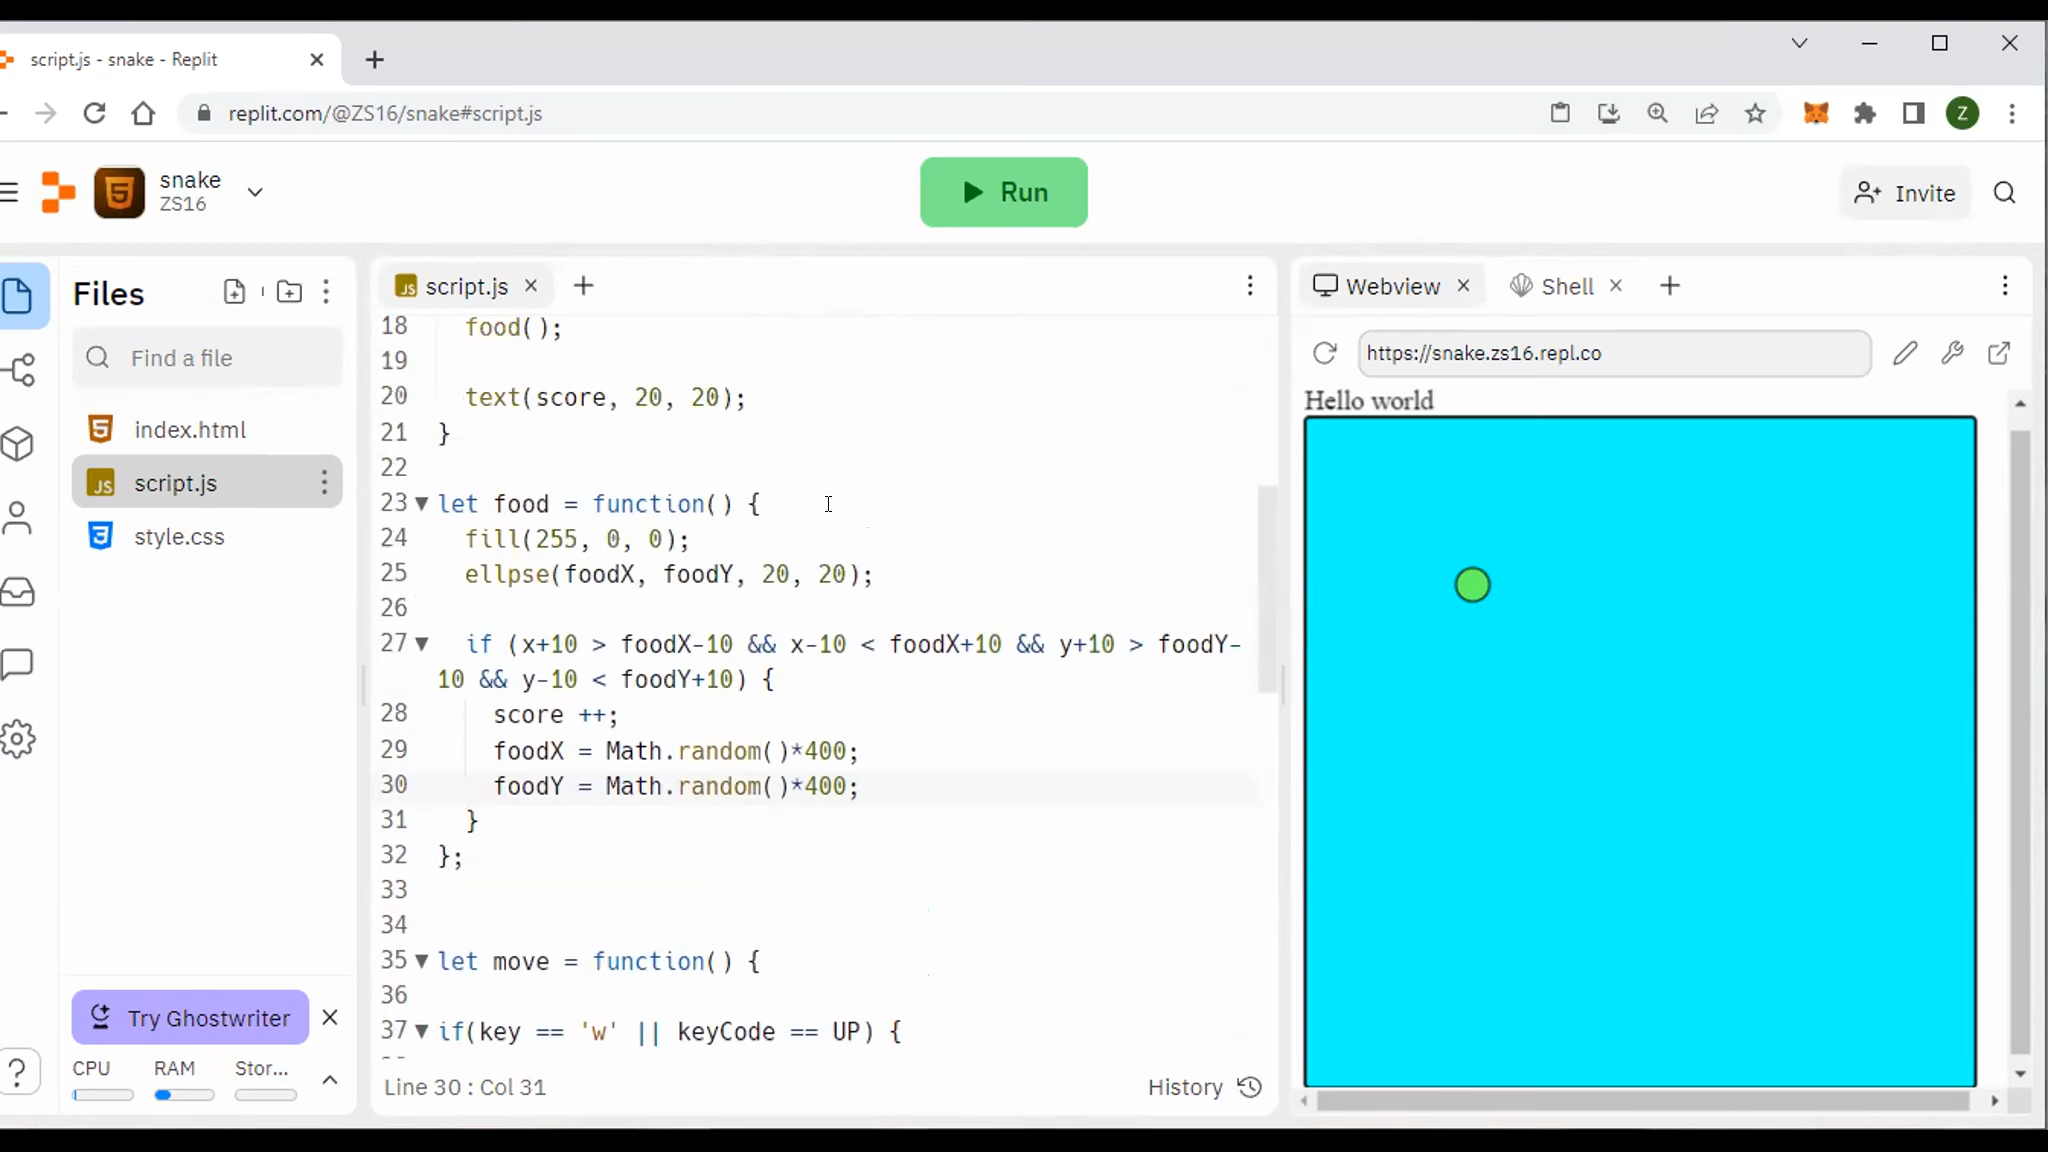 script.js - snake - Replit
replit.com/@ZS16/snake#script.js
Z
snake
ZS16
Run
Invite
Files
Find a file
index.html
script.js
style.css
Try Ghostwriter
CPU RAM Stor...
script.js
18 food();
19
20 text(score, 20, 20);
21 }
22
23 let food = function() {
24 fill(255, 0, 0);
25 ellpse(foodX, foodY, 20, 20);
26
27 if (x+10 > foodX-10 && x-10 < foodX+10 && y+10 > foodY-
10 && y-10 < foodY+10) {
28 score ++;
29 foodX = Math.random()*400;
30 foodY = Math.random()*400;
31 }
32 };
33
34
35 let move = function() {
36
37 if(key == 'w' || keyCode == UP) {
Line 30 : Col 31
History
Webview
Shell
https://snake.zs16.repl.co
Hello world